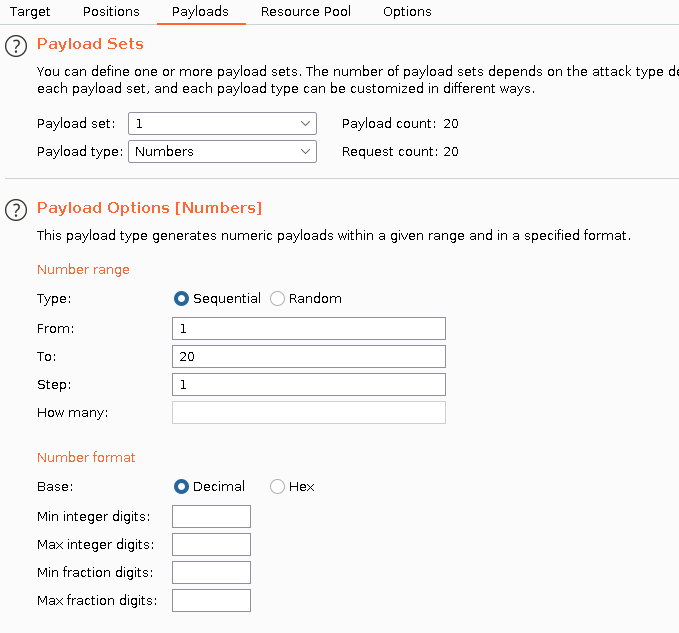 Target Positions Payloads Resource Pool Options
? Payload Sets
You can define one or more payload sets. The number of payload sets depends on the attack type de
each payload set, and each payload type can be customized in different ways.
Payload set: 1 Payload count: 20
Payload type: Numbers Request count: 20
? Payload Options [Numbers]
This payload type generates numeric payloads within a given range and in a specified format.
Number range
Type: Sequential Random
From: 1
To: 20
Step: 1
How many:
Number format
Base: Decimal Hex
Min integer digits:
Max integer digits:
Min fraction digits:
Max fraction digits: